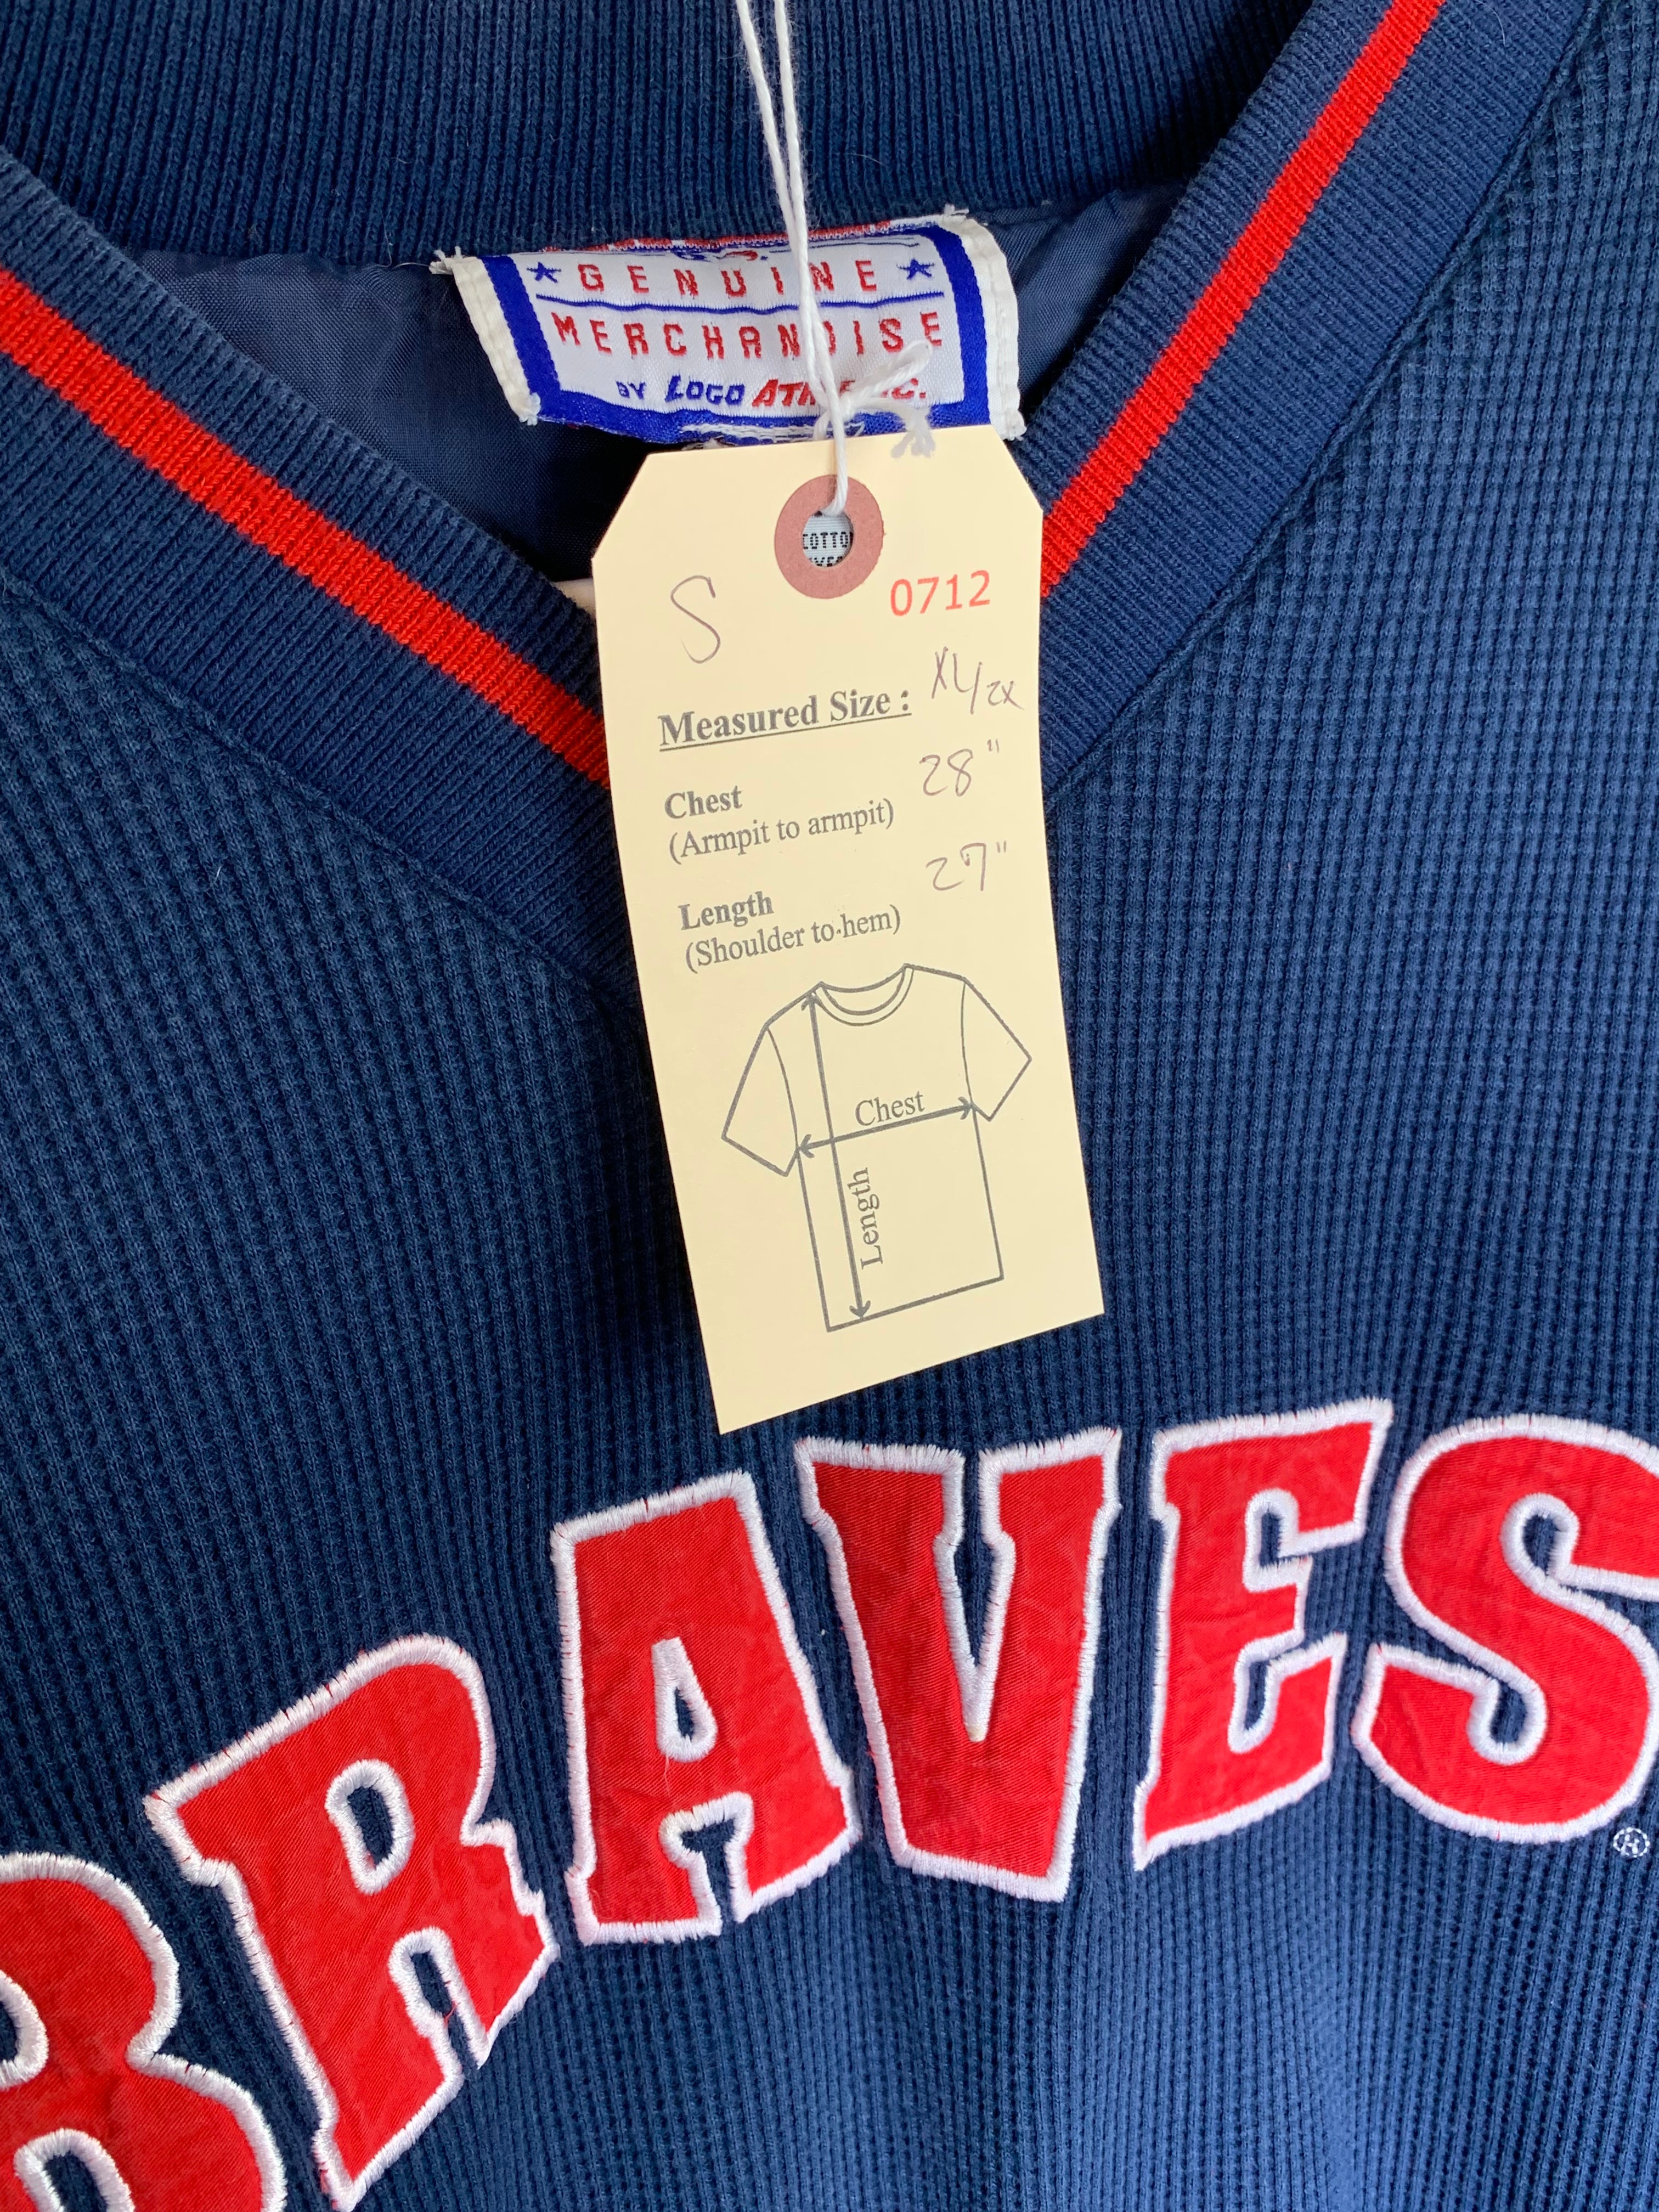 GENUINE
MERCHANDISE
BY LOGO
COTTO
S
0712
Measured Size : XL/2X
Chest 28"
(Armpit to armpit)
Length 27"
(Shoulder to hem)
Chest
Length
BRAVES
®